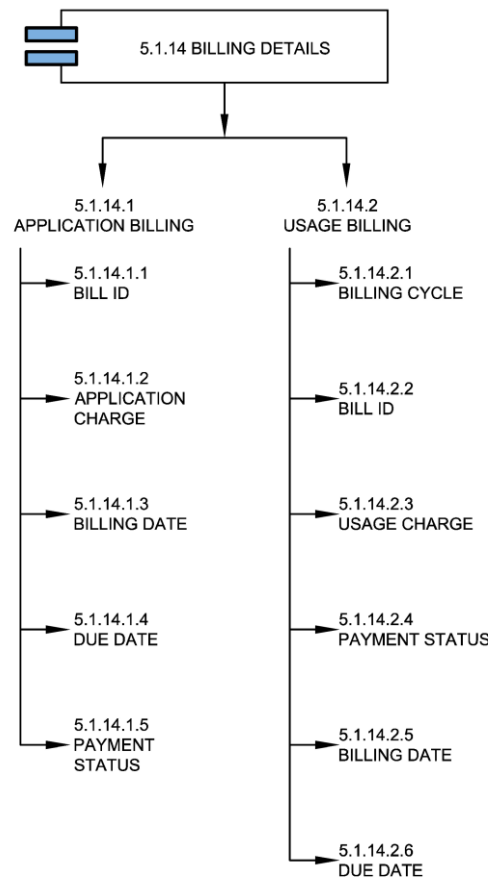 5.1.14 BILLING DETAILS
5.1.14.1
APPLICATION BILLING
5.1.14.1.1
BILL ID
5.1.14.1.2
APPLICATION
CHARGE
5.1.14.1.3
BILLING DATE
5.1.14.1.4
DUE DATE
5.1.14.1.5
PAYMENT
STATUS
5.1.14.2
USAGE BILLING
5.1.14.2.1
BILLING CYCLE
5.1.14.2.2
BILL ID
5.1.14.2.3
USAGE CHARGE
5.1.14.2.4
PAYMENT STATUS
5.1.14.2.5
BILLING DATE
5.1.14.2.6
DUE DATE